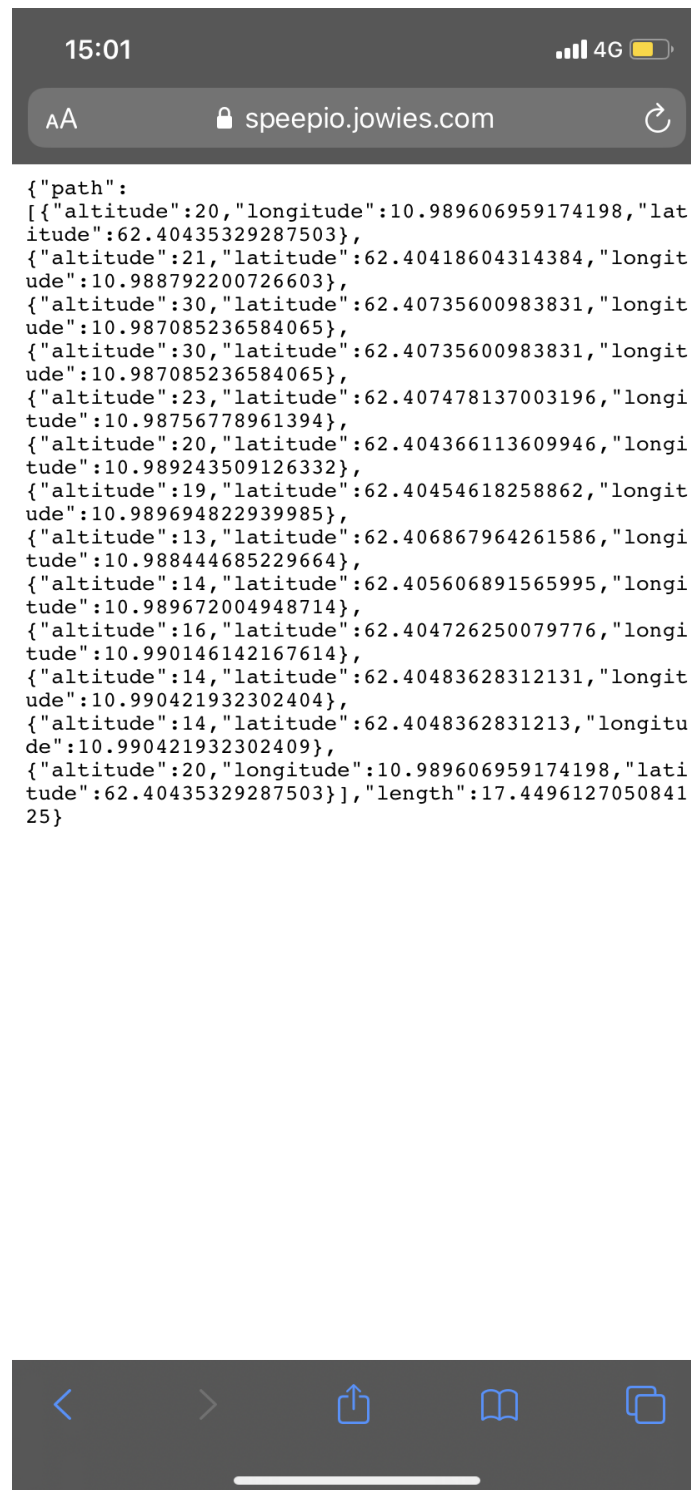 15:01
4G
AA
speepio.jowies.com
{"path":
[{"altitude":20,"longitude":10.989606959174198,"lat
itude":62.40435329287503},
{"altitude":21,"latitude":62.40418604314384,"longit
ude":10.988792200726603},
{"altitude":30,"latitude":62.40735600983831,"longit
ude":10.987085236584065},
{"altitude":30,"latitude":62.40735600983831,"longit
ude":10.987085236584065},
{"altitude":23,"latitude":62.407478137003196,"longi
tude":10.98756778961394},
{"altitude":20,"latitude":62.404366113609946,"longi
tude":10.989243509126332},
{"altitude":19,"latitude":62.40454618258862,"longit
ude":10.989694822939985},
{"altitude":13,"latitude":62.406867964261586,"longi
tude":10.988444685229664},
{"altitude":14,"latitude":62.405606891565995,"longi
tude":10.989672004948714},
{"altitude":16,"latitude":62.404726250079776,"longi
tude":10.990146142167614},
{"altitude":14,"latitude":62.40483628312131,"longit
ude":10.990421932302404},
{"altitude":14,"latitude":62.4048362831213,"longitu
de":10.990421932302409},
{"altitude":20,"longitude":10.989606959174198,"lati
tude":62.40435329287503}],"length":17.4496127050841
25}